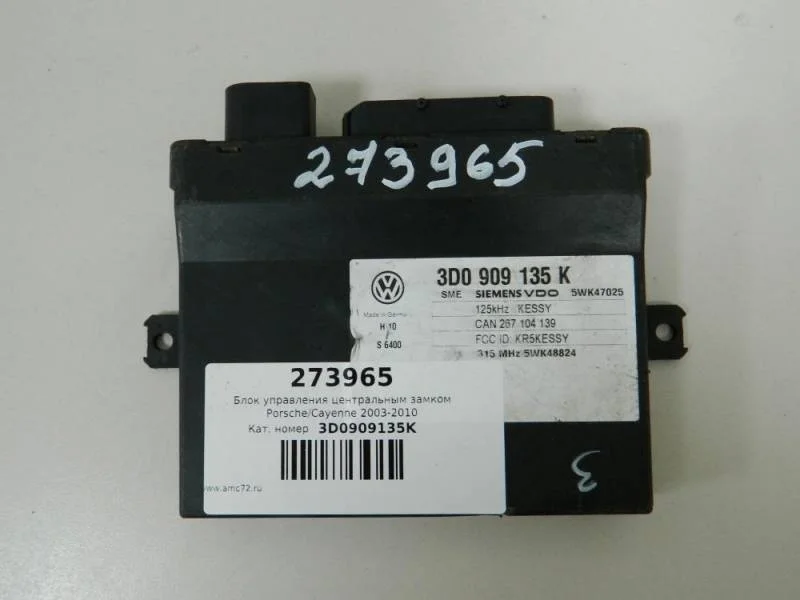 273965
3D0 909 135 K
SME SIEMENS VDO 5WK47025
Made in Germany
125kHz KESSY
H 10
CAN 267 104 139
FCC ID: KR5KESSY
S 6400
315 MHz 5WK48824
273965
Блок управления центральным замком
Porsche/Cayenne 2003-2010
Кат. номер 3D0909135K
www.amc72.ru
3